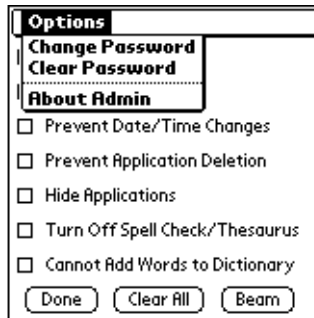 Options
Change Password
Clear Password
About Admin
Prevent Date/Time Changes
Prevent Application Deletion
Hide Applications
Turn Off Spell Check/Thesaurus
Cannot Add Words to Dictionary
Done Clear All Beam